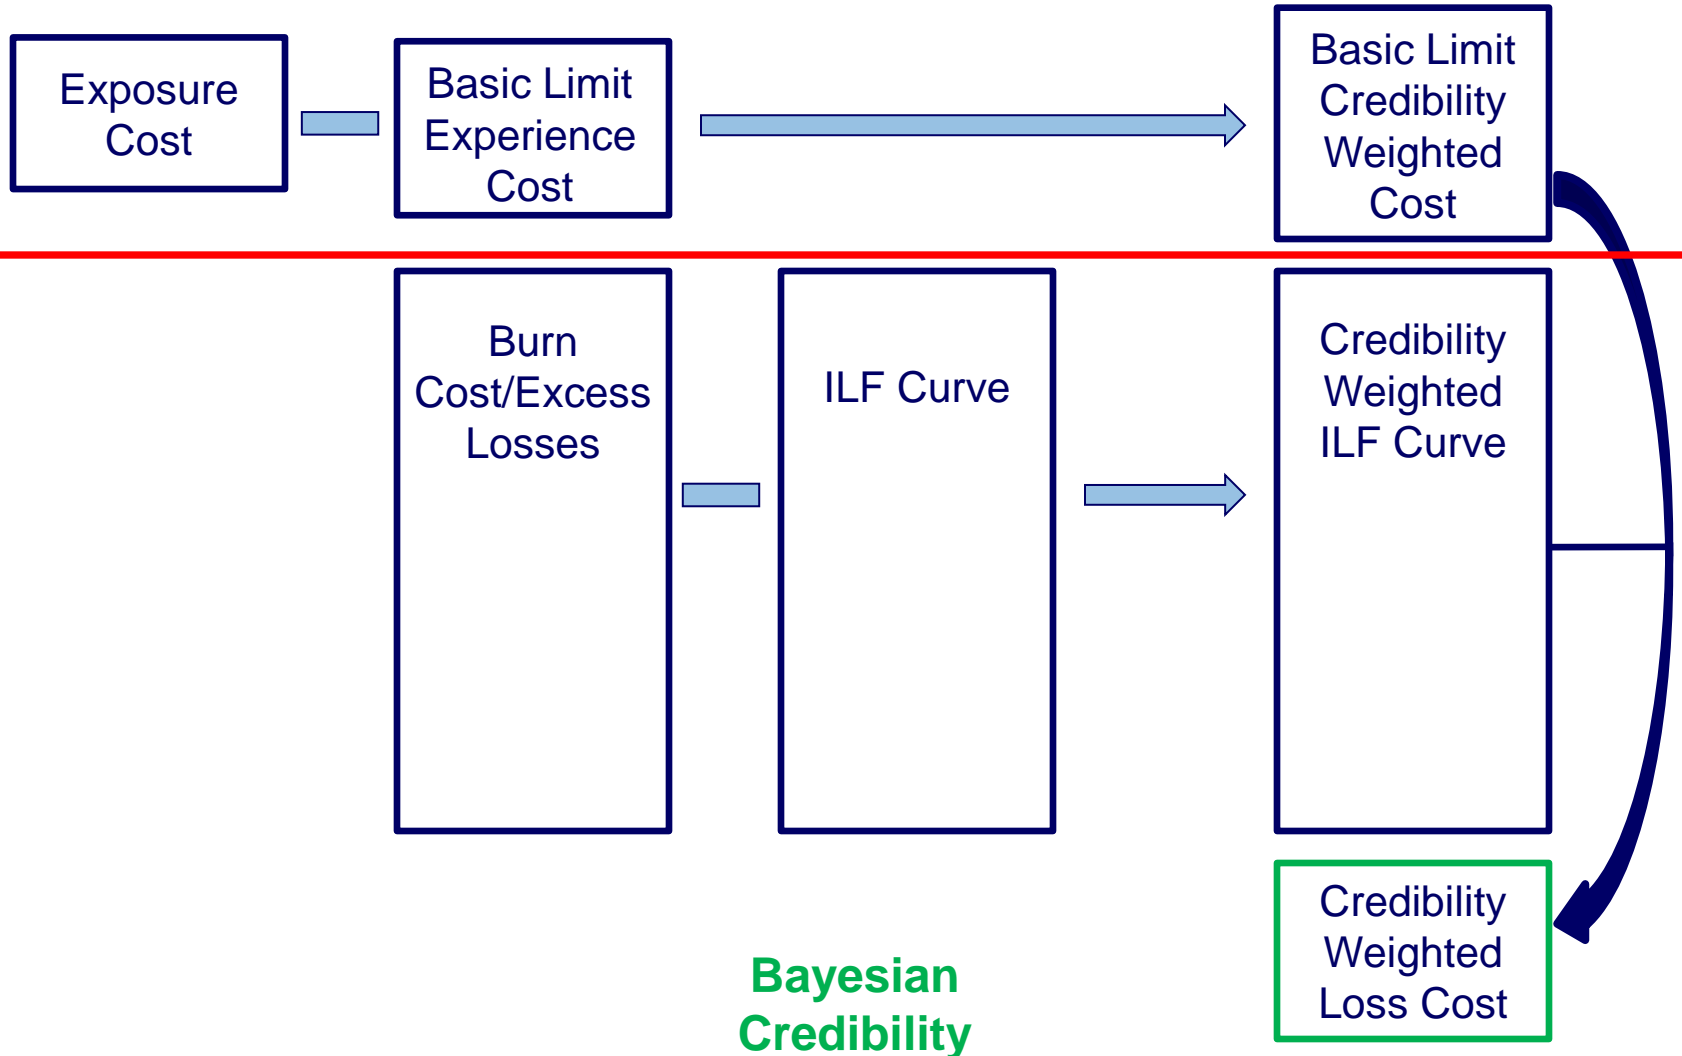 Exposure
Cost
Basic Limit
Experience
Cost
Basic Limit
Credibility
Weighted
Cost
Burn
Cost/Excess
Losses
ILF Curve
Credibility
Weighted
ILF Curve
Credibility
Weighted
Loss Cost
Bayesian
Credibility